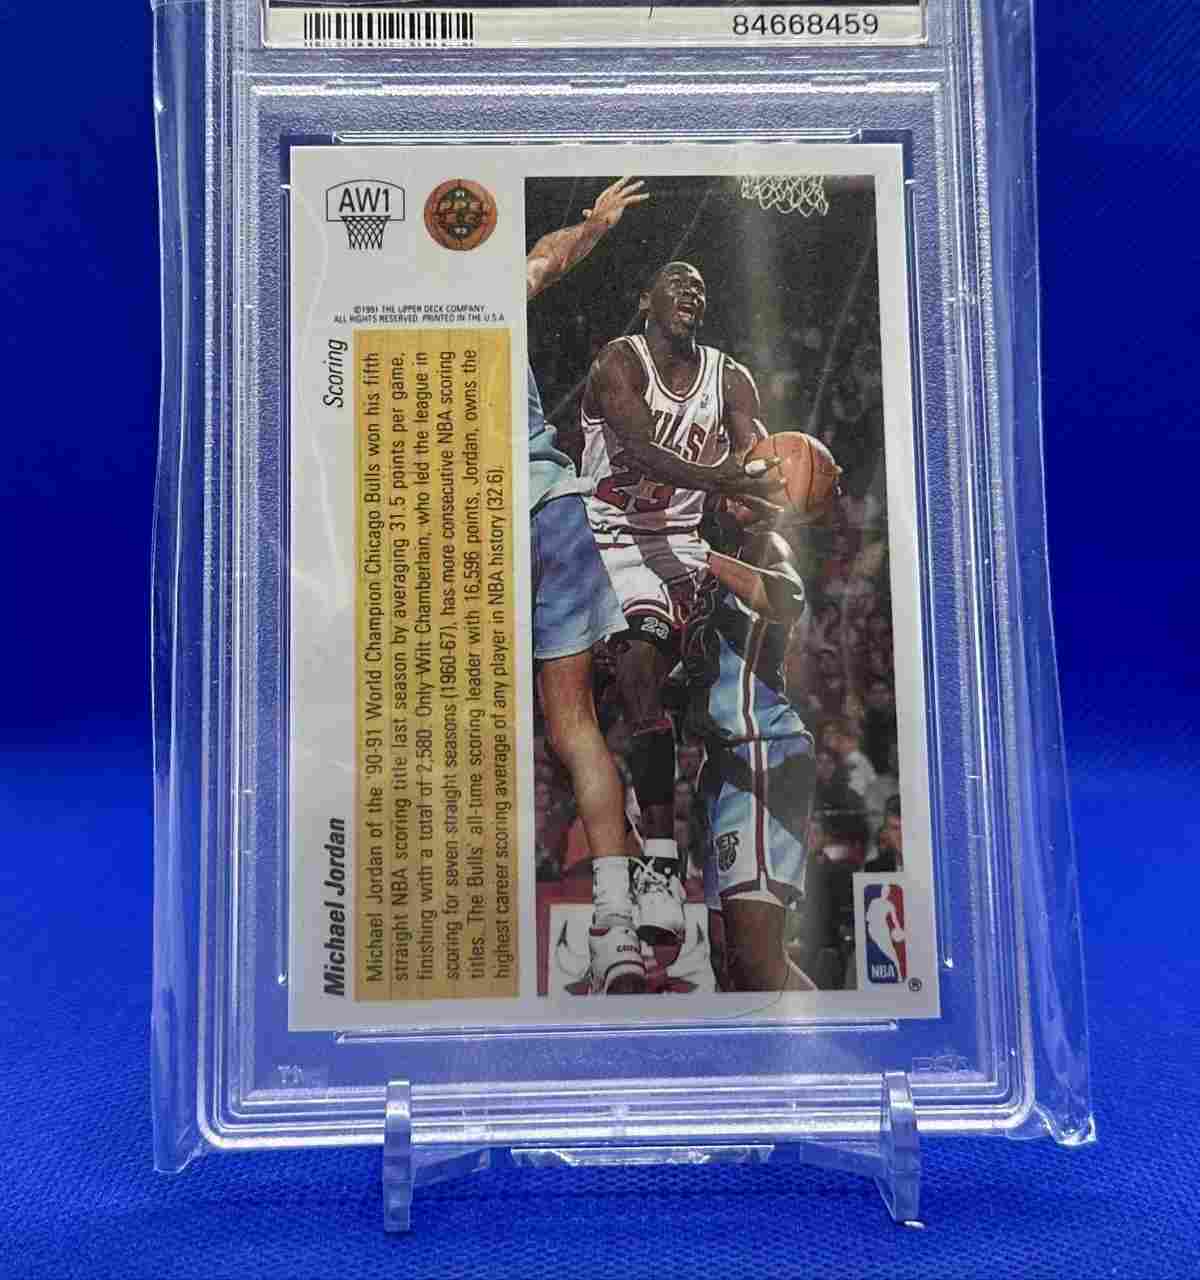 84668459
AW1
91
92
©1991 THE UPPER DECK COMPANY
ALL RIGHTS RESERVED. PRINTED IN THE U.S.A.
Michael Jordan
Scoring
Michael Jordan of the '90-91 World Champion Chicago Bulls won his fifth
straight NBA scoring title last season by averaging 31.5 points per game,
finishing with a total of 2,580. Only Wilt Chamberlain, who led the league in
scoring for seven straight seasons (1960-67), has more consecutive NBA scoring
titles. The Bulls all-time scoring leader with 16,596 points, Jordan, owns the
highest career scoring average of any player in NBA history (32.6).
BULLS
23
23
NETS
NBA
®
PSA